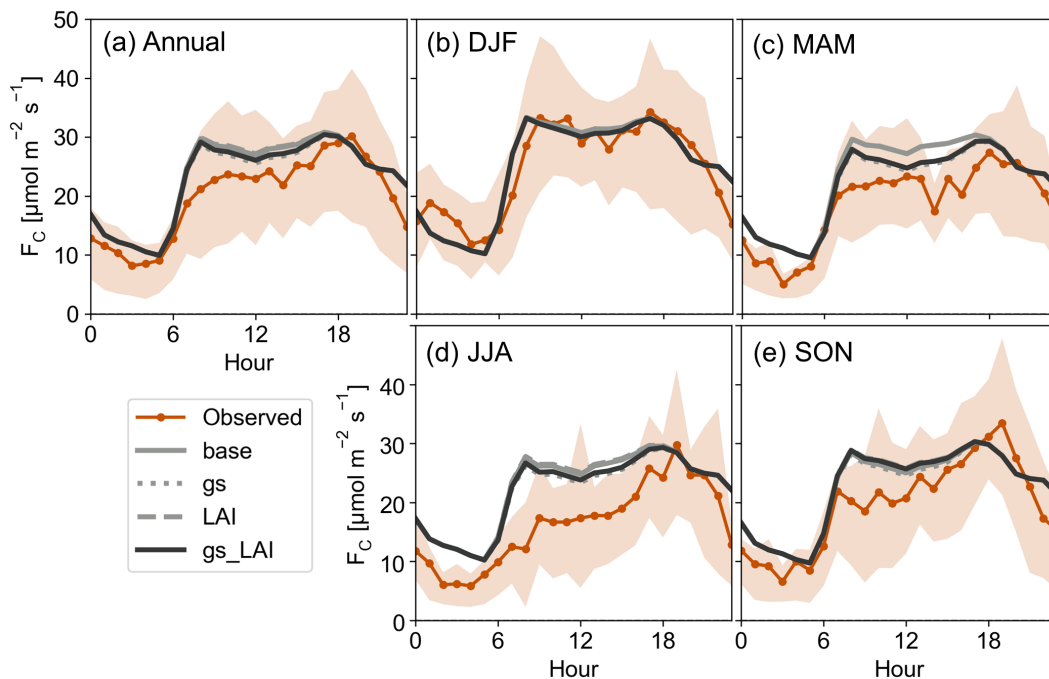 50
40
30
20
10
0
F_C [µmol m⁻² s⁻¹]
(a) Annual
0
6
12
18
Hour
(b) DJF
(c) MAM
(d) JJA
40
30
20
10
0
F_C [µmol m⁻² s⁻¹]
0
6
12
18
Hour
(e) SON
0
6
12
18
Hour
Observed
base
gs
LAI
gs_LAI